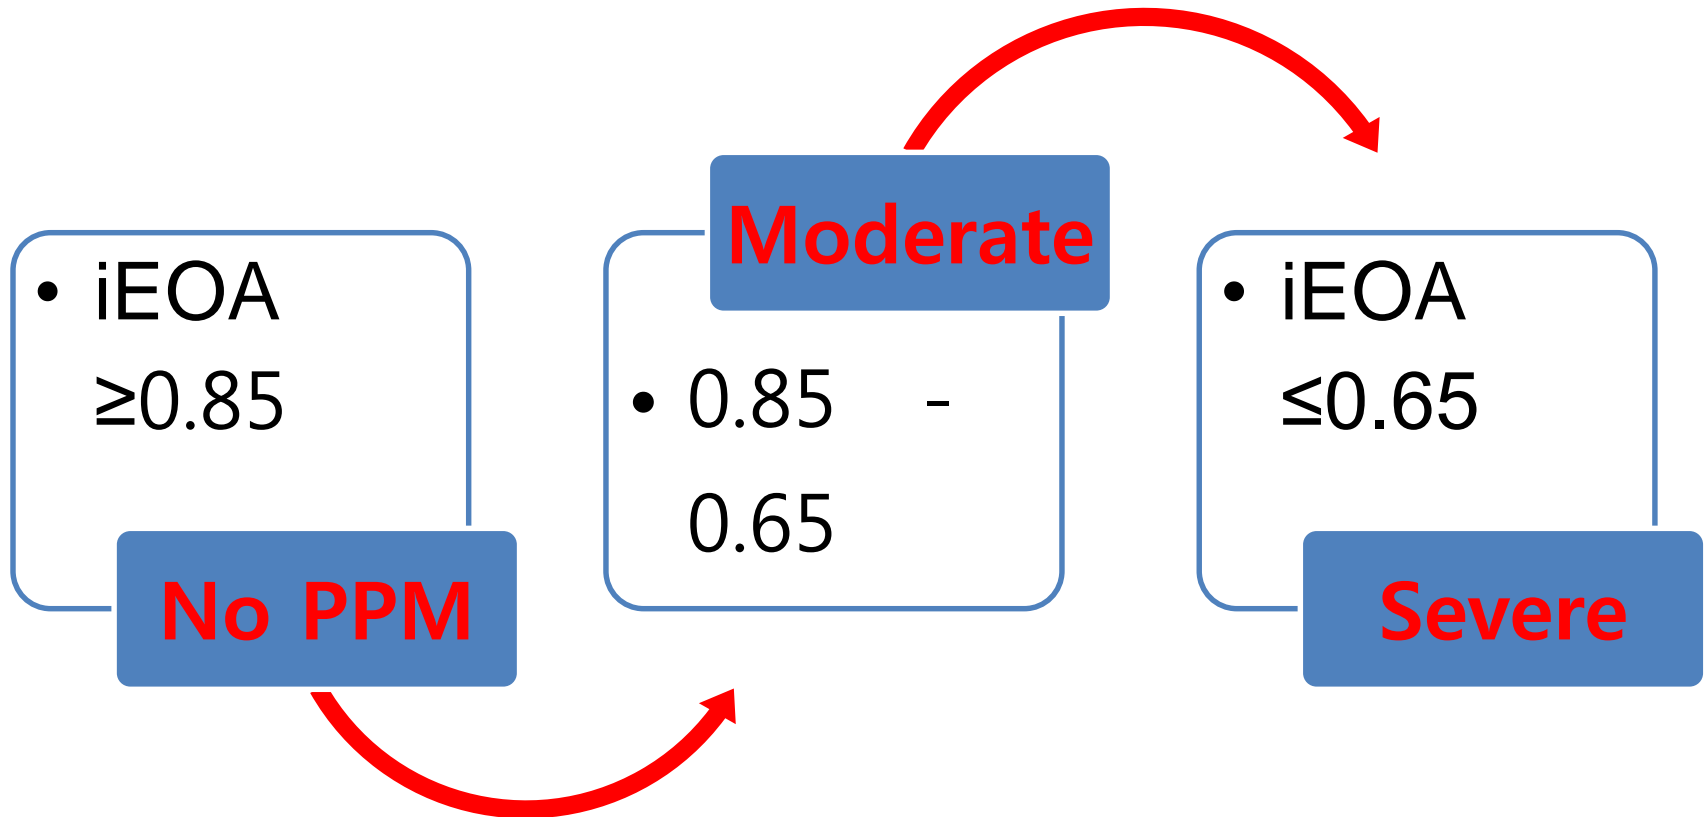 • iEOA
≥0.85
No PPM
Moderate
• 0.85 -
0.65
• iEOA
≤0.65
Severe